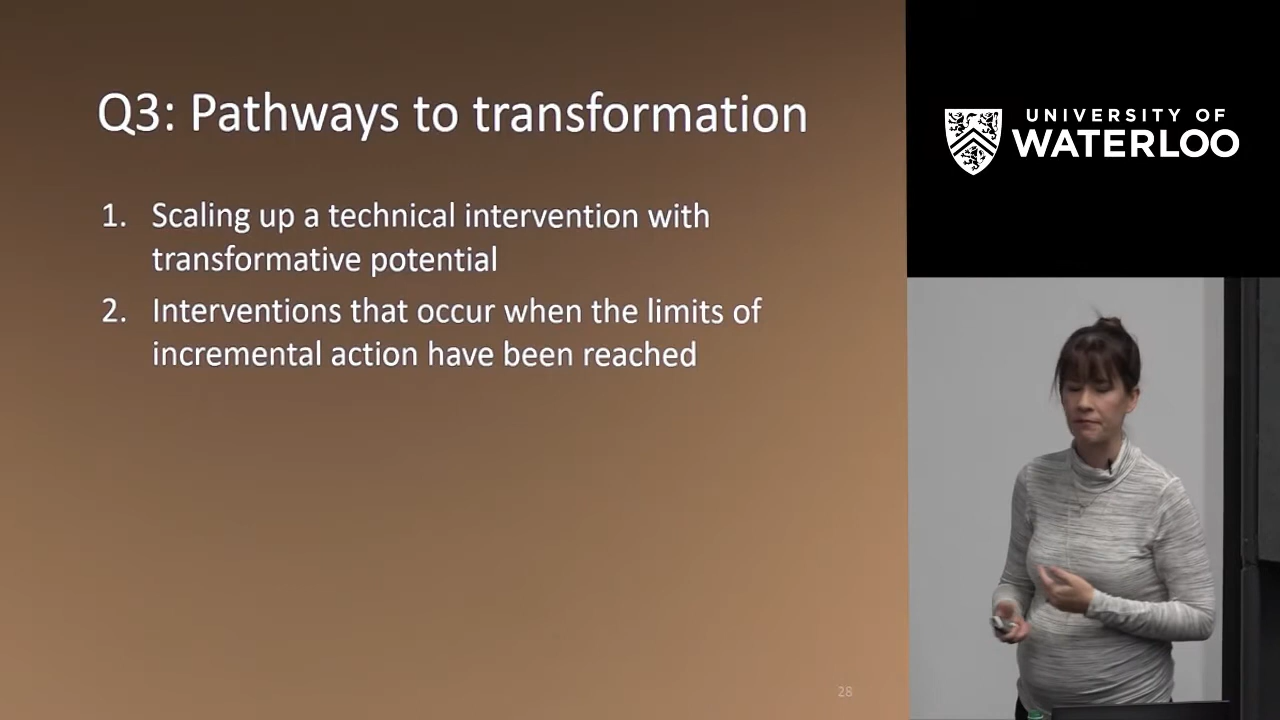 Q3: Pathways to transformation
1. Scaling up a technical intervention with
transformative potential
2. Interventions that occur when the limits of
incremental action have been reached
28
UNIVERSITY OF
WATERLOO